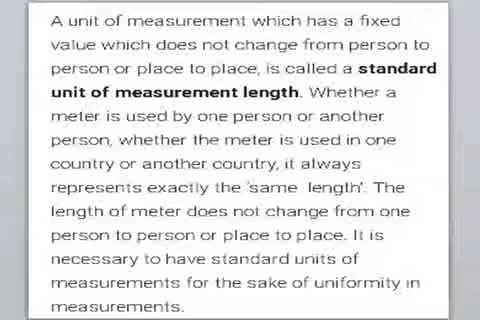 A unit of measurement which has a fixed
value which does not change from person to
person or place to place, is called a standard
unit of measurement length. Whether a
meter is used by one person or another
person, whether the meter is used in one
country or another country, it always
represents exactly the 'same length'. The
length of meter does not change from one
person to person or place to place. It is
necessary to have standard units of
measurements for the sake of uniformity in
measurements.